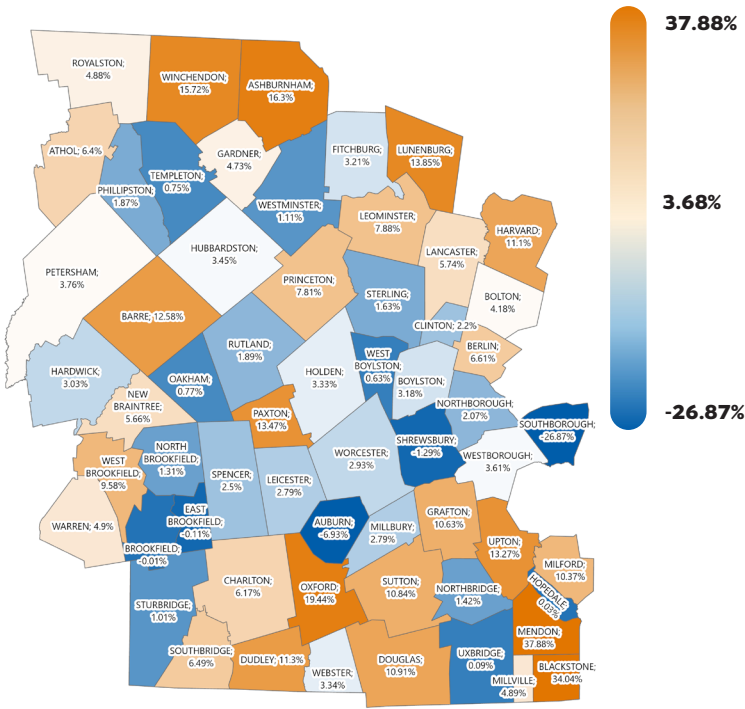 37.88%
3.68%
-26.87%
ROYALSTON;
4.88%
WINCHENDON;
15.72%
ASHBURNHAM;
16.3%
ATHOL; 6.4%
PHILLIPSTON;
1.87%
TEMPLETON;
0.75%
GARDNER;
4.73%
WESTMINSTER;
1.11%
FITCHBURG;
3.21%
LUNENBURG;
13.85%
LEOMINSTER;
7.88%
HARVARD;
11.1%
LANCASTER;
5.74%
PETERSHAM;
3.76%
HUBBARDSTON;
3.45%
PRINCETON;
7.81%
STERLING;
1.63%
BOLTON;
4.18%
BARRE; 12.58%
CLINTON; 2.2%
BERLIN;
6.61%
RUTLAND;
1.89%
HOLDEN;
3.33%
WEST
BOYLSTON;
0.63%
BOYLSTON;
3.18%
HARDWICK;
3.03%
OAKHAM;
0.77%
NEW
BRAINTREE;
5.66%
PAXTON;
13.47%
NORTHBOROUGH;
2.07%
SOUTHBOROUGH;
-26.87%
SHREWSBURY;
-1.29%
WESTBOROUGH;
3.61%
WEST
BROOKFIELD;
9.58%
NORTH
BROOKFIELD;
1.31%
SPENCER;
2.5%
LEICESTER;
2.79%
WORCESTER;
2.93%
WARREN; 4.9%
EAST
BROOKFIELD;
-0.11%
BROOKFIELD;
-0.01%
AUBURN;
-6.93%
MILLBURY;
2.79%
GRAFTON;
10.63%
UPTON;
13.27%
MILFORD;
10.37%
HOPEDALE;
0.03%
STURBRIDGE;
1.01%
CHARLTON;
6.17%
OXFORD;
19.44%
SUTTON;
10.84%
NORTHBRIDGE;
1.42%
MENDON;
37.88%
SOUTHBRIDGE;
6.49%
DUDLEY; 11.3%
WEBSTER;
3.34%
DOUGLAS;
10.91%
UXBRIDGE;
0.09%
MILLVILLE;
4.89%
BLACKSTONE;
34.04%